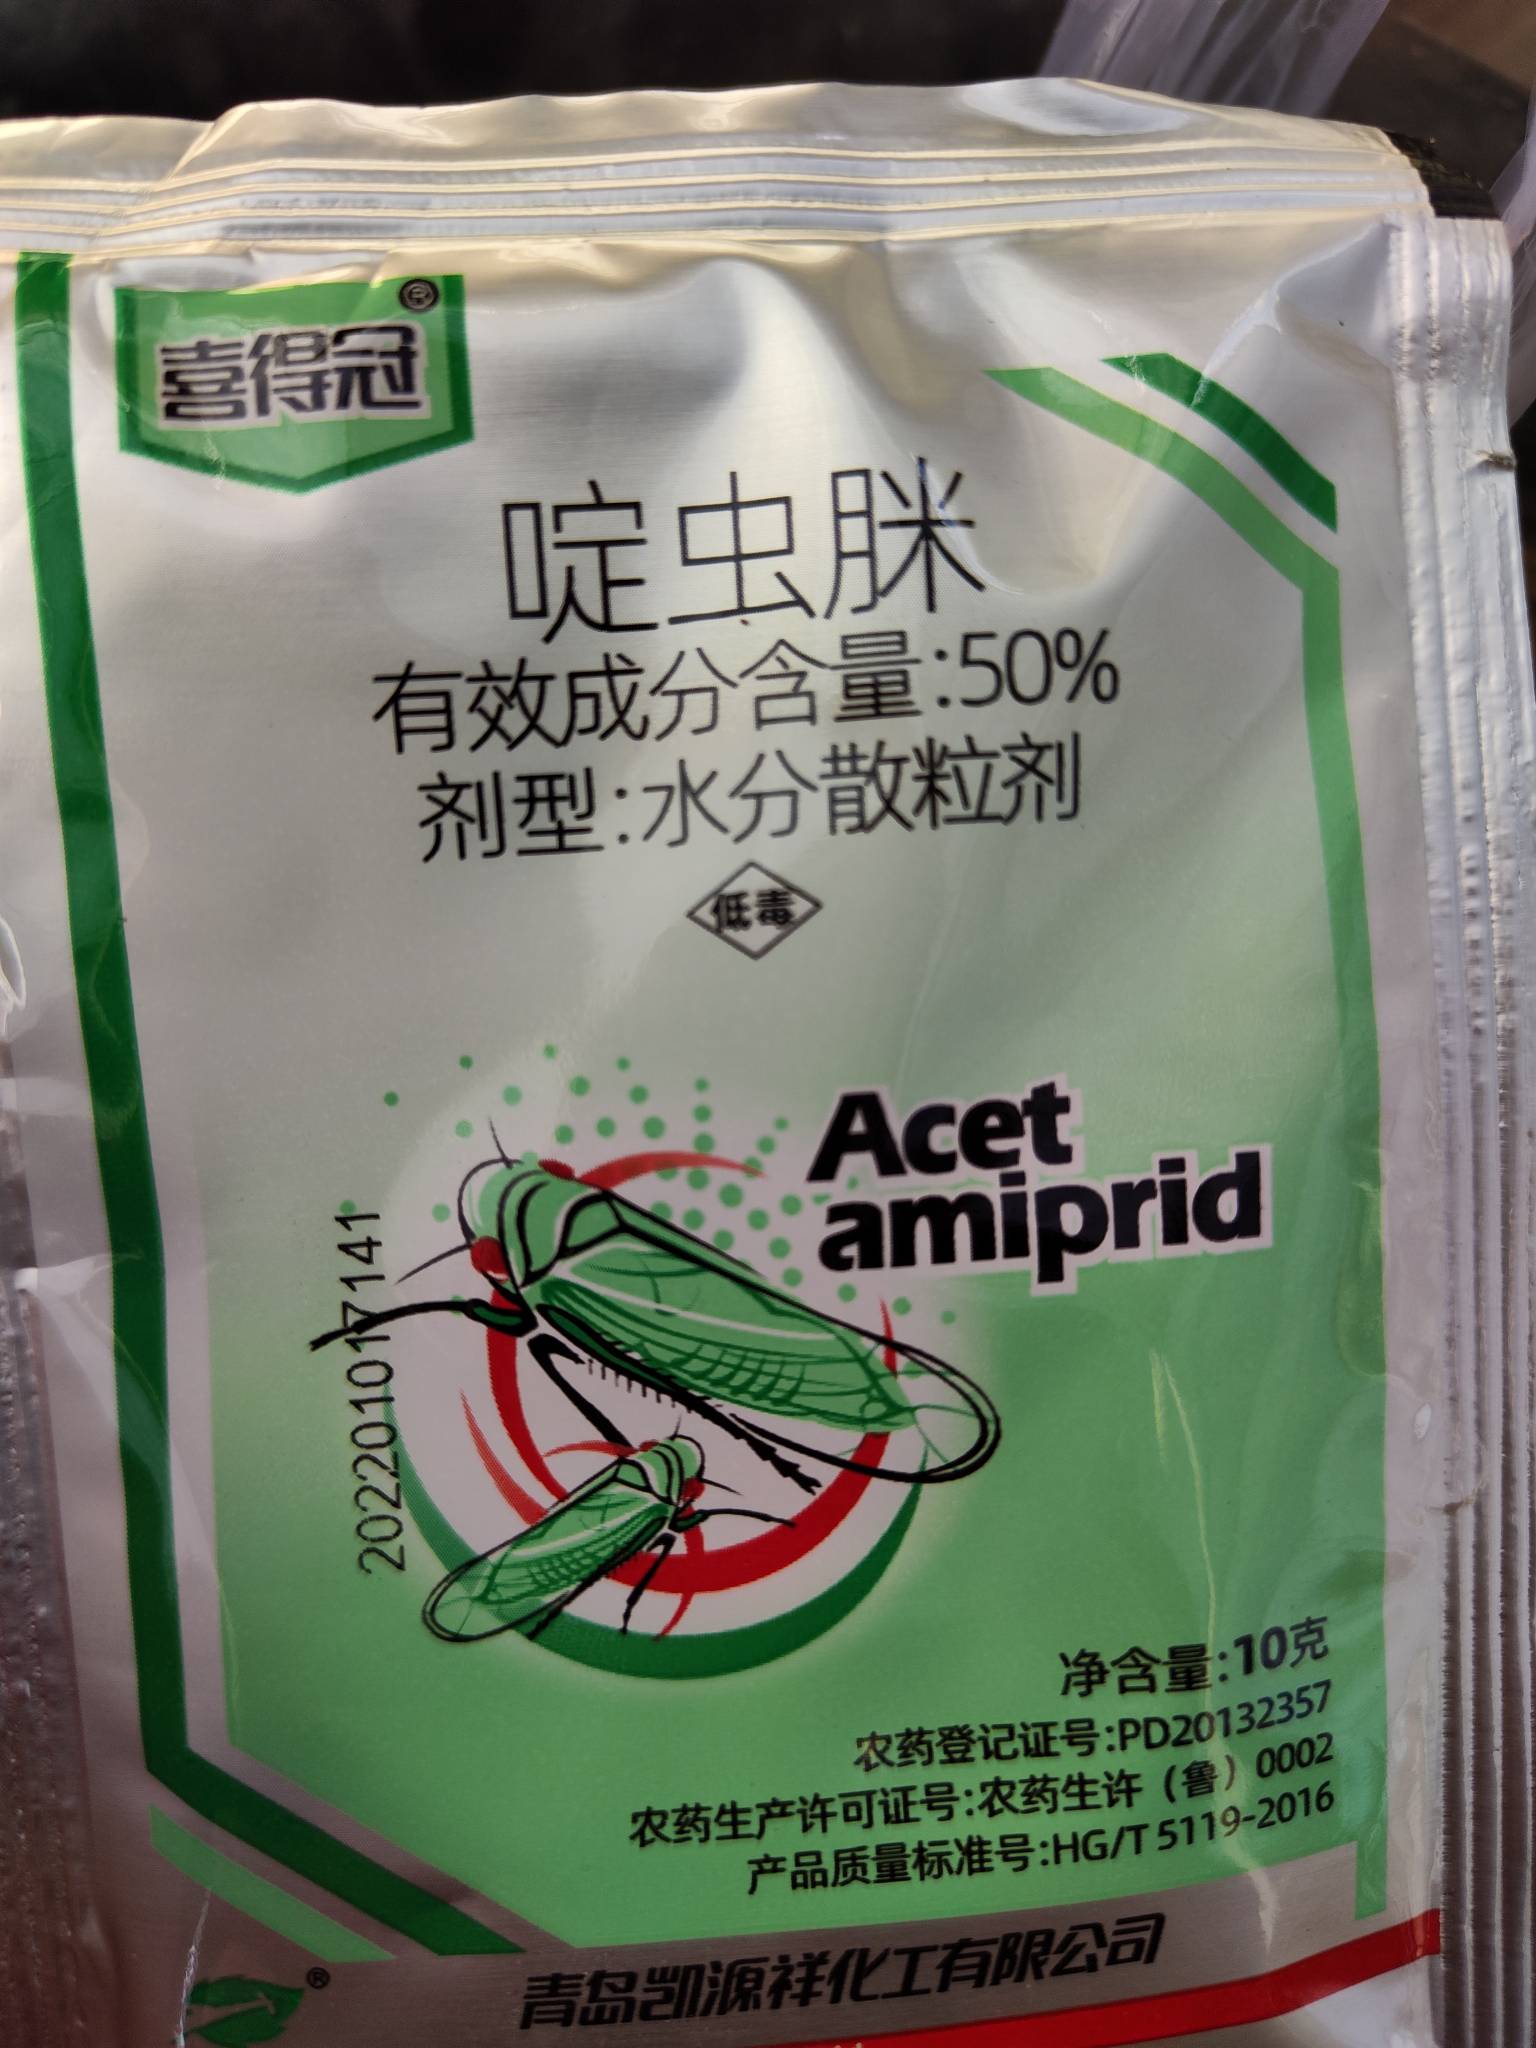 喜得冠®
啶虫脒
有效成分含量:50%
剂型:水分散粒剂
低毒
Acet
amiprid
202201017141
净含量:10克
农药登记证号:PD20132357
农药生产许可证号:农药生许（鲁）0002
产品质量标准号:HG/T 5119-2016
®
青岛凯源祥化工有限公司